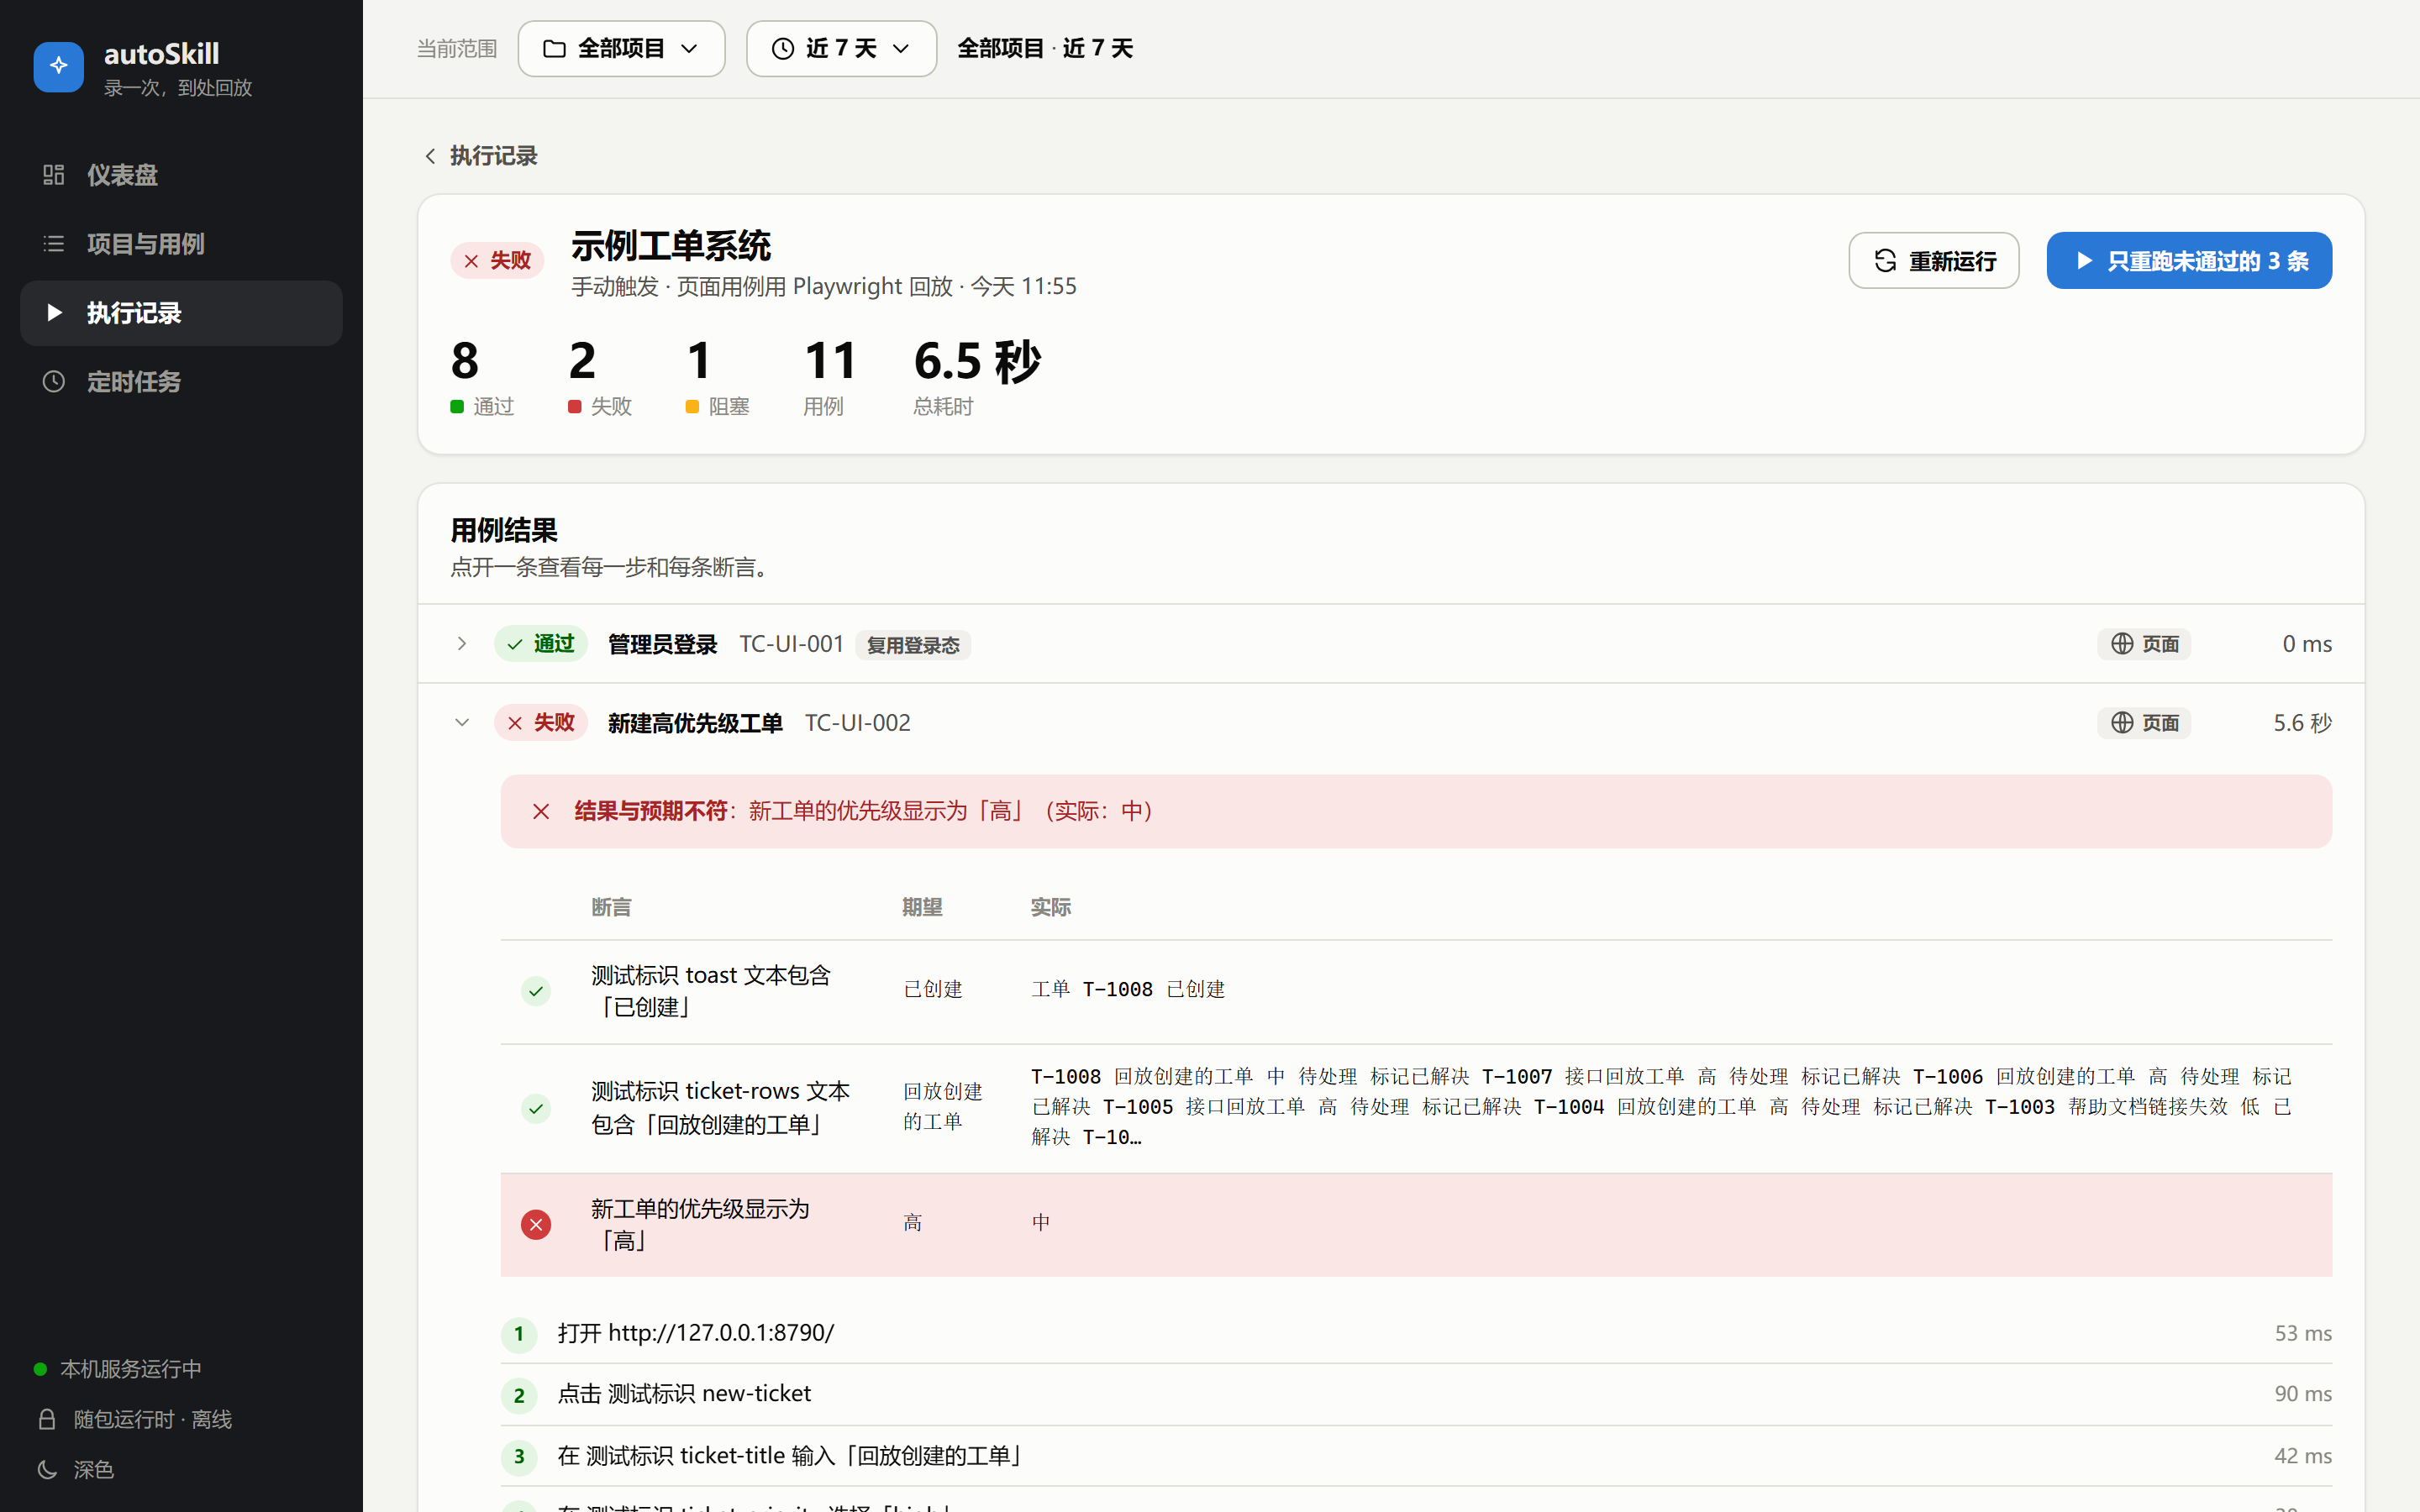 autoSkill
录一次，到处回放
仪表盘
项目与用例
执行记录
定时任务
本机服务运行中
随包运行时 · 离线
深色
当前范围
全部项目
近 7 天
全部项目 · 近 7 天
执行记录
失败
示例工单系统
手动触发 · 页面用例用 Playwright 回放 · 今天 11:55
重新运行
只重跑未通过的 3 条
8
通过
2
失败
1
阻塞
11
用例
6.5 秒
总耗时
用例结果
点开一条查看每一步和每条断言。
通过 管理员登录 TC-UI-001 复用登录态 页面 0 ms
失败 新建高优先级工单 TC-UI-002 页面 5.6 秒
结果与预期不符：新工单的优先级显示为「高」（实际：中）
断言 期望 实际
测试标识 toast 文本包含
「已创建」
已创建
工单 T-1008 已创建
测试标识 ticket-rows 文本
包含「回放创建的工单」
回放创建
的工单
T-1008 回放创建的工单 中 待处理 标记已解决 T-1007 接口回放工单 高 待处理 标记已解决 T-1006 回放创建的工单 高 待处理 标记
已解决 T-1005 接口回放工单 高 待处理 标记已解决 T-1004 回放创建的工单 高 待处理 标记已解决 T-1003 帮助文档链接失效 低 已
解决 T-10…
新工单的优先级显示为
「高」
高
中
1 打开 http://127.0.0.1:8790/ 53 ms
2 点击 测试标识 new-ticket 90 ms
3 在 测试标识 ticket-title 输入「回放创建的工单」 42 ms